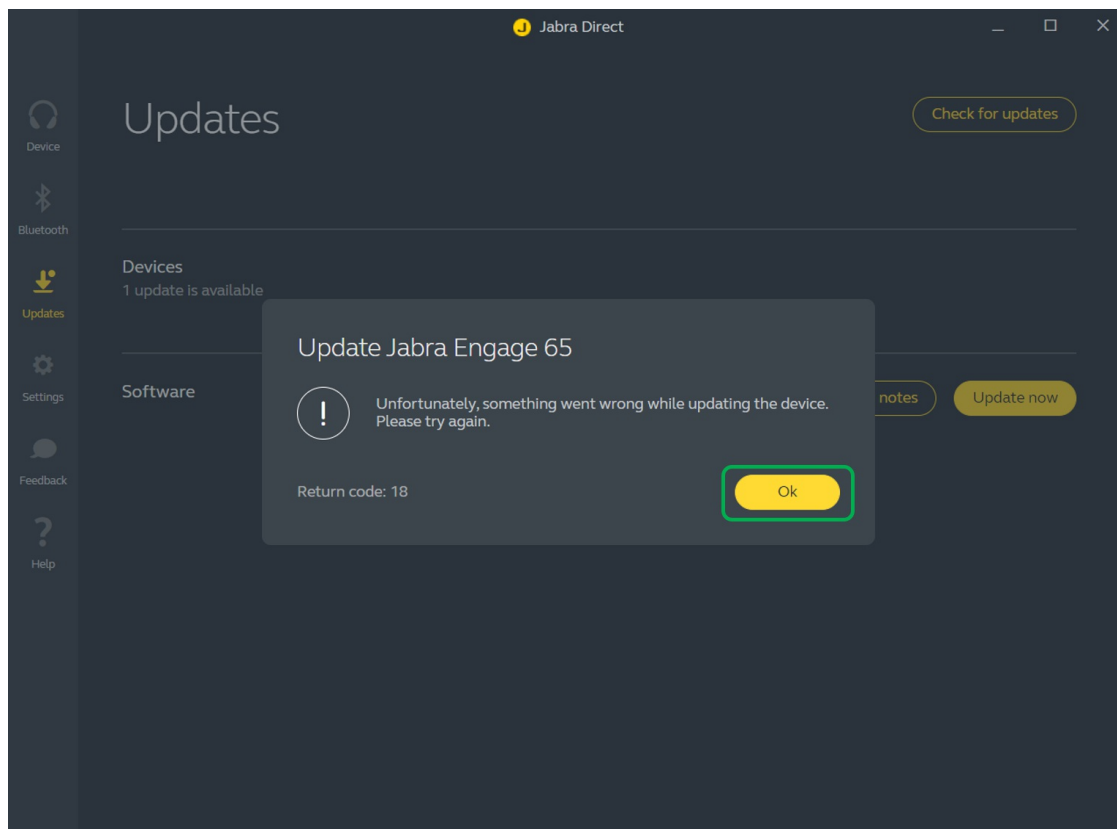 Jabra Direct
Updates
Check for updates
Device
Bluetooth
Updates
Settings
Feedback
Help
Devices
1 update is available
Software
notes
Update now
Update Jabra Engage 65
Unfortunately, something went wrong while updating the device.
Please try again.
Return code: 18
Ok